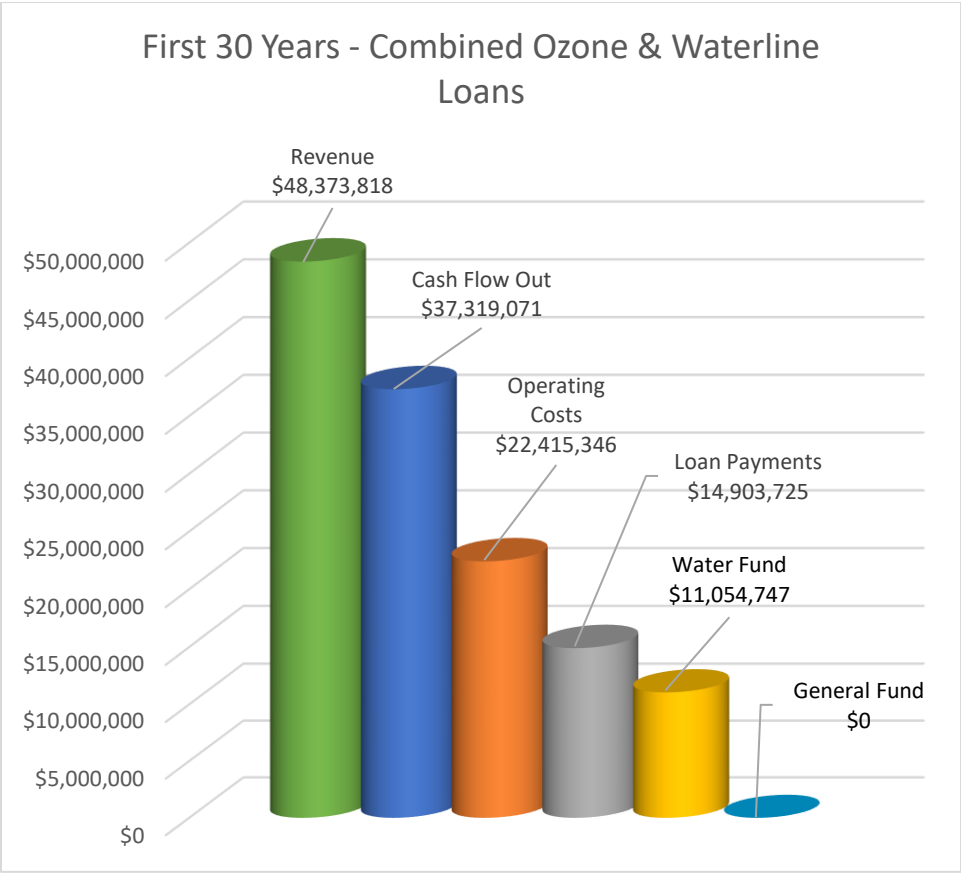 First 30 Years - Combined Ozone & Waterline
Loans
Revenue
$48,373,818
Cash Flow Out
$37,319,071
Operating
Costs
$22,415,346
Loan Payments
$14,903,725
Water Fund
$11,054,747
General Fund
$0
$50,000,000
$45,000,000
$40,000,000
$35,000,000
$30,000,000
$25,000,000
$20,000,000
$15,000,000
$10,000,000
$5,000,000
$0